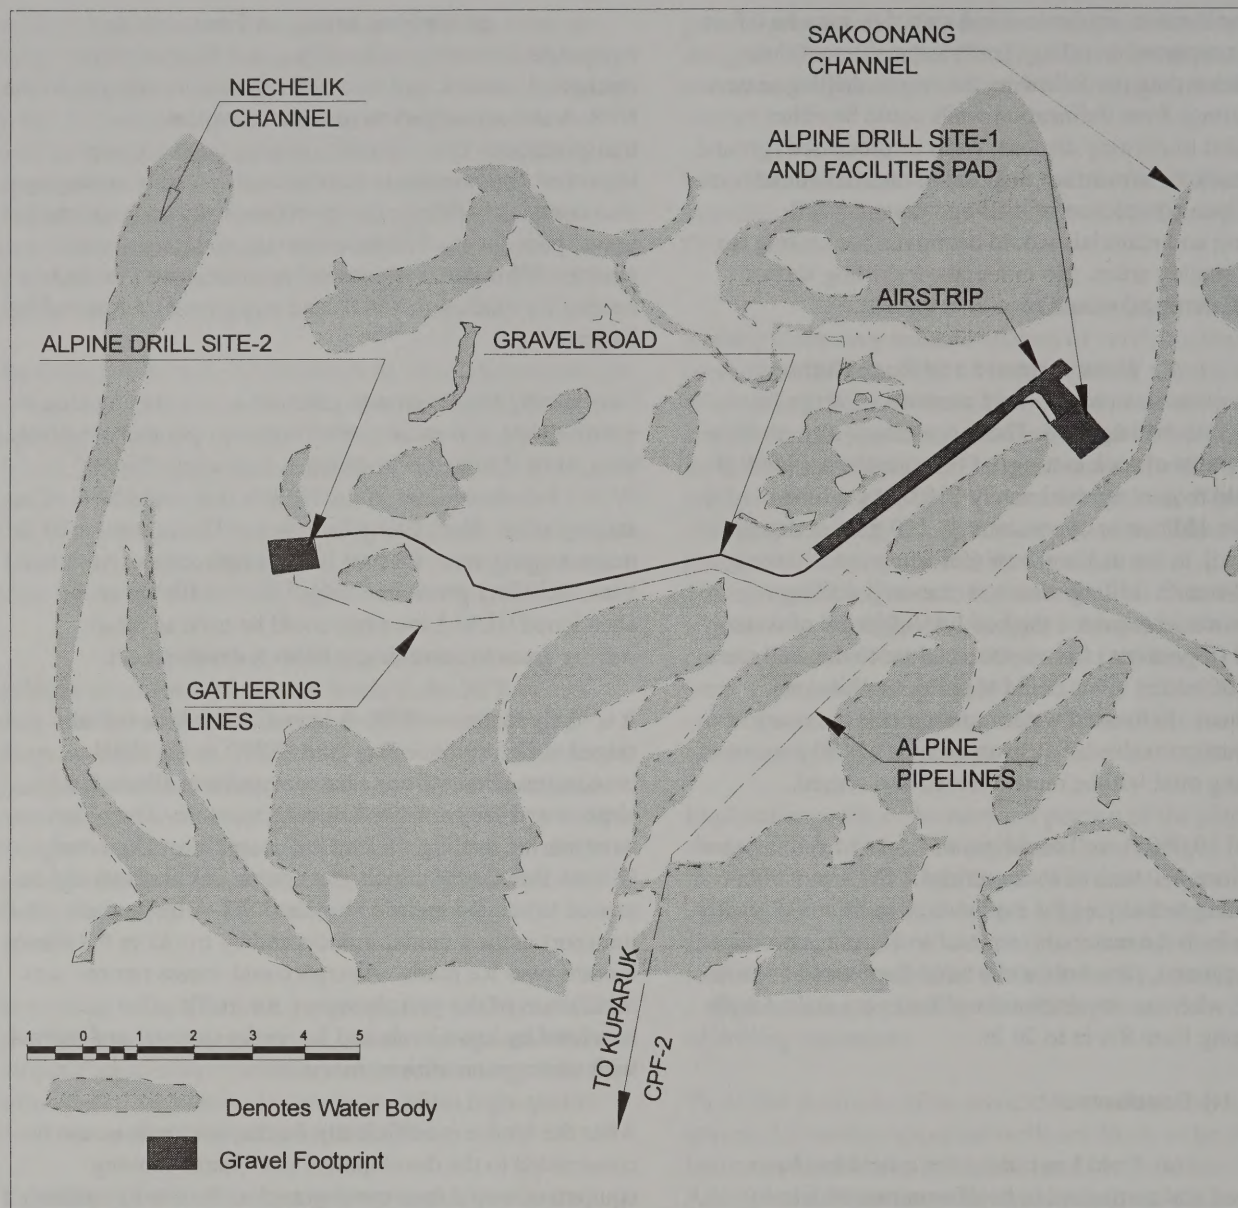 SAKOONANG
CHANNEL
NECHELIK
CHANNEL
ALPINE DRILL SITE-1
AND FACILITIES PAD
AIRSTRIP
ALPINE DRILL SITE-2
GRAVEL ROAD
GATHERING
LINES
ALPINE
PIPELINES
TO KUPARUK
CPF-2
1 0 1 2 3 4 5
Denotes Water Body
Gravel Footprint